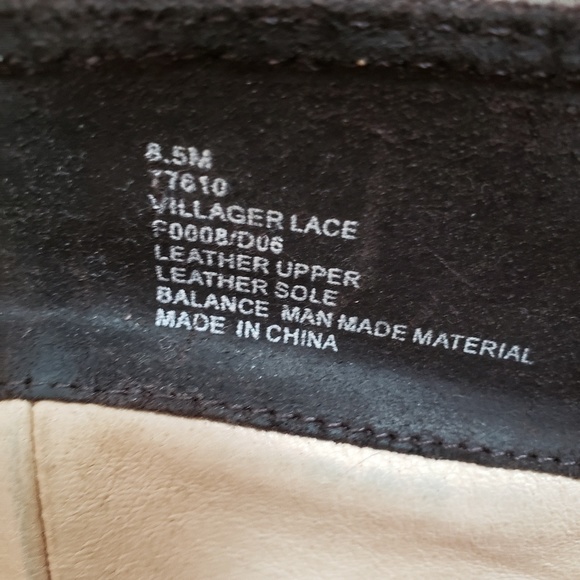 8.5M
77610
VILLAGER LACE
F0008/D06
LEATHER UPPER
LEATHER SOLE
BALANCE MAN MADE MATERIAL
MADE IN CHINA